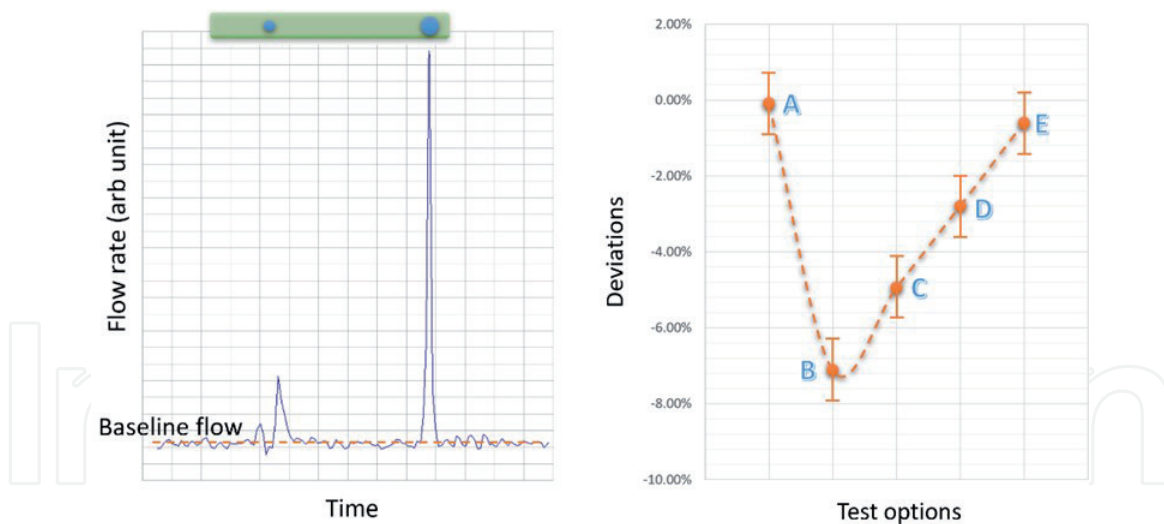 Flow rate (arb unit)
Baseline flow
Time
Deviations
2.00%
0.00%
-2.00%
-4.00%
-6.00%
-8.00%
-10.00%
A
B
C
D
E
Test options